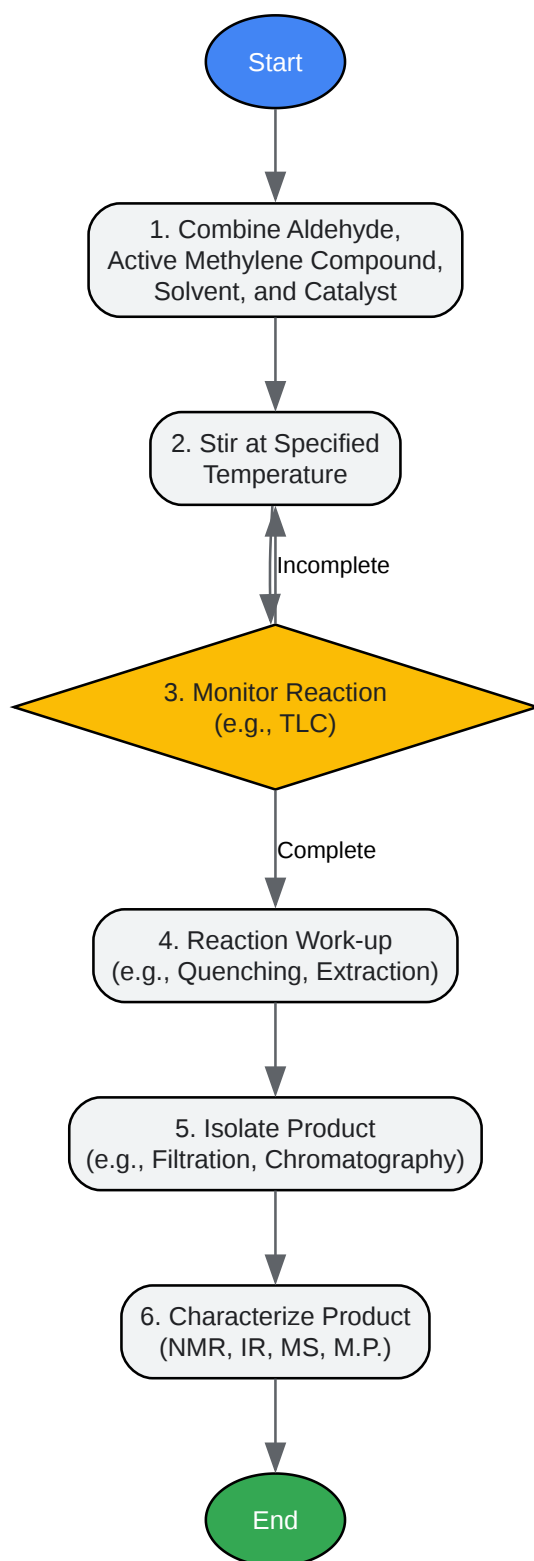 Start
1. Combine Aldehyde,
Active Methylene Compound,
Solvent, and Catalyst
2. Stir at Specified
Temperature
Incomplete
3. Monitor Reaction
(e.g., TLC)
Complete
4. Reaction Work-up
(e.g., Quenching, Extraction)
5. Isolate Product
(e.g., Filtration, Chromatography)
6. Characterize Product
(NMR, IR, MS, M.P.)
End